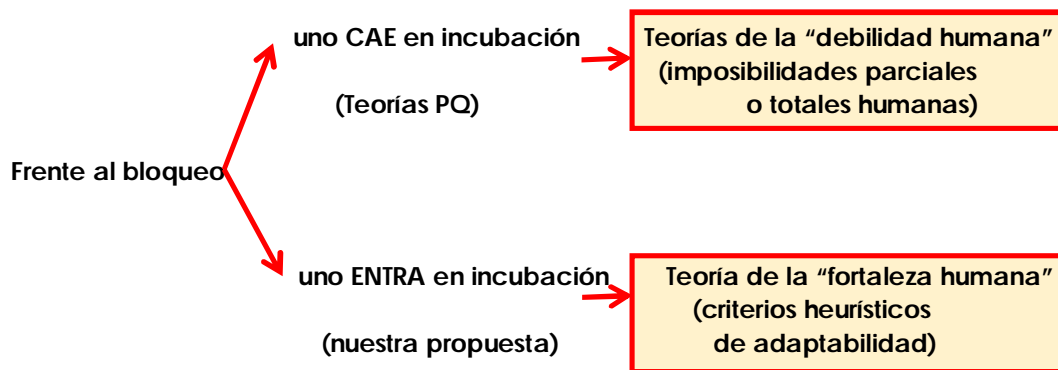 uno CAE en incubación
(Teorías PQ)
Teorías de la “debilidad humana”
(imposibilidades parciales
o totales humanas)
Frente al bloqueo
uno ENTRA en incubación
(nuestra propuesta)
Teoría de la “fortaleza humana”
(criterios heurísticos
de adaptabilidad)